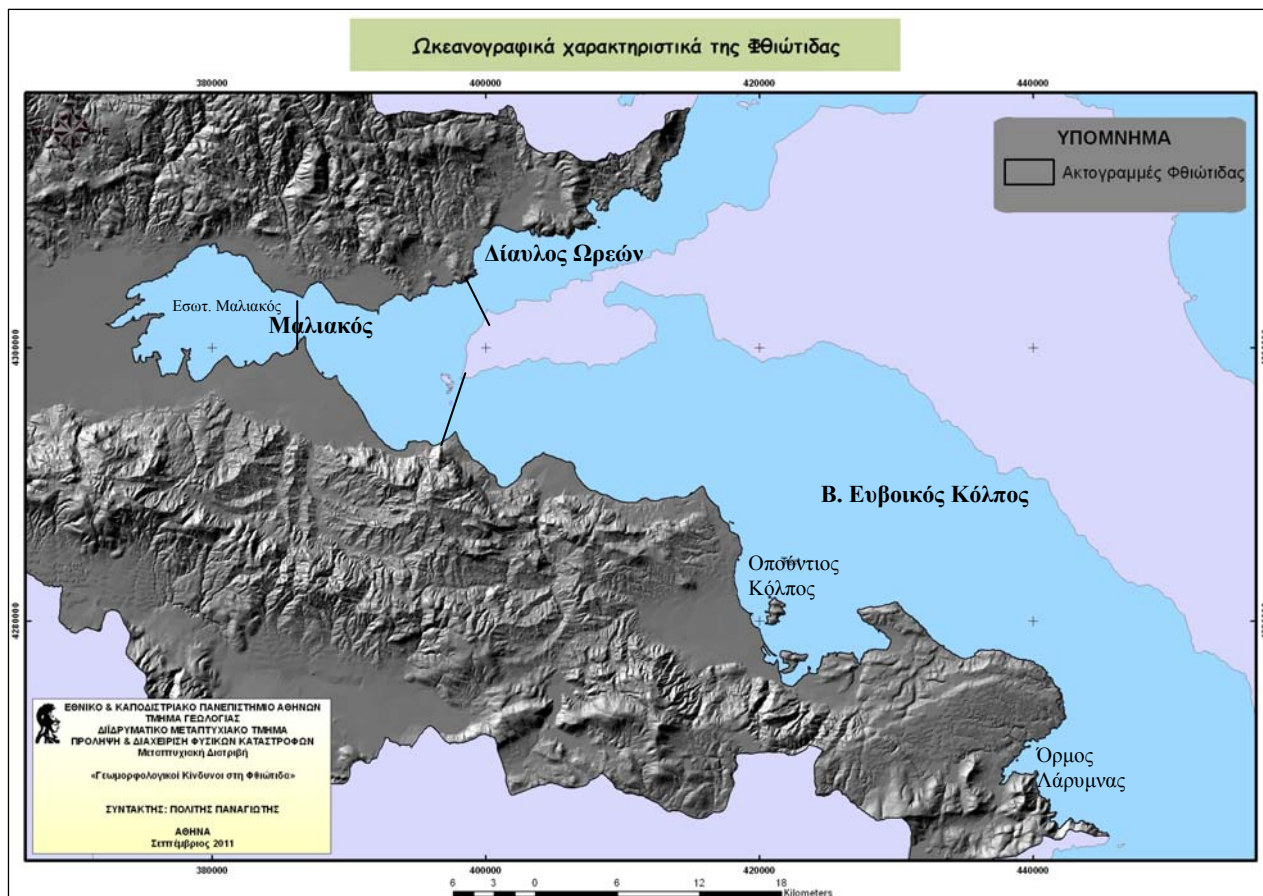 Ωκεανογραφικά χαρακτηριστικά της Φθιώτιδας
380000 400000 420000 440000
ΥΠΟΜΝΗΜΑ
Ακτογραμμές Φθιώτιδας
E
Δίαυλος Ωρεών
Εσωτ. Μαλιακός
Μαλιακός
4300000
Β. Ευβοικός Κόλπος
Οπούντιος
Κόλπος
4280000
Όρμος
Λάρυμνας
ΕΘΝΙΚΟ & ΚΑΠΟΔΙΣΤΡΙΑΚΟ ΠΑΝΕΠΙΣΤΗΜΙΟ ΑΘΗΝΩΝ
ΤΜΗΜΑ ΓΕΩΛΟΓΙΑΣ
ΔΙΙΔΡΥΜΑΤΙΚΟ ΜΕΤΑΠΤΥΧΙΑΚΟ ΤΜΗΜΑ
ΠΡΟΛΗΨΗ & ΔΙΑΧΕΙΡΙΣΗ ΦΥΣΙΚΩΝ ΚΑΤΑΣΤΡΟΦΩΝ
Μεταπτυχιακή Διατριβή
«Γεωμορφολογικοί Κίνδυνοι στη Φθιώτιδα»
ΣΥΝΤΑΚΤΗΣ: ΠΟΛΙΤΗΣ ΠΑΝΑΓΙΩΤΗΣ
ΑΘΗΝΑ
Σεπτέμβριος 2011
380000 400000 420000 440000
6 3 0 6 12 18
Kilometers